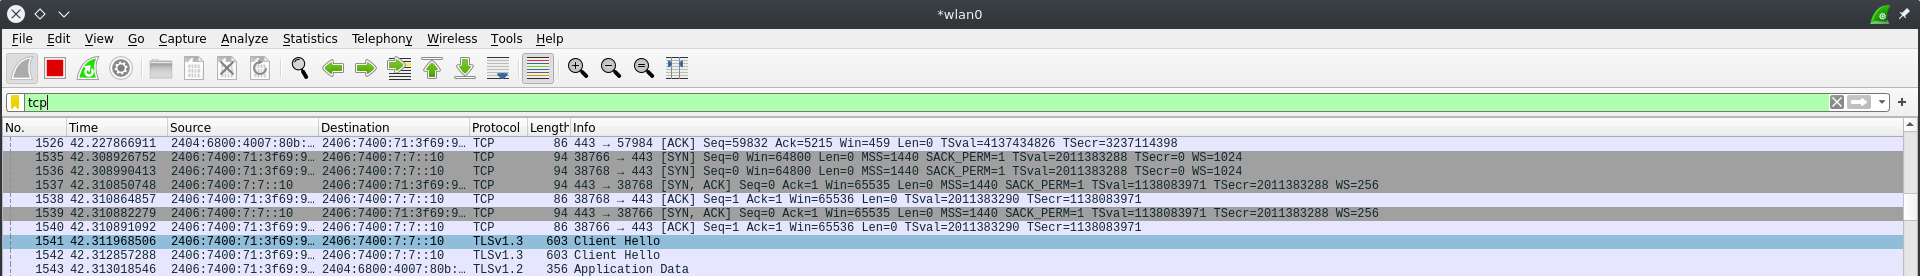 *wlan0
File Edit View Go Capture Analyze Statistics Telephony Wireless Tools Help
tcp
No. Time Source Destination Protocol Length Info
1526 42.227866911 2404:6800:4007:80b:… 2406:7400:71:3f69:9… TCP 86 443 → 57984 [ACK] Seq=59832 Ack=5215 Win=459 Len=0 TSval=4137434826 TSecr=3237114398
1535 42.308926752 2406:7400:71:3f69:9… 2406:7400:7:7::10 TCP 94 38766 → 443 [SYN] Seq=0 Win=64800 Len=0 MSS=1440 SACK_PERM=1 TSval=2011383288 TSecr=0 WS=1024
1536 42.308990413 2406:7400:71:3f69:9… 2406:7400:7:7::10 TCP 94 38768 → 443 [SYN] Seq=0 Win=64800 Len=0 MSS=1440 SACK_PERM=1 TSval=2011383288 TSecr=0 WS=1024
1537 42.310850748 2406:7400:7:7::10 2406:7400:71:3f69:9… TCP 94 443 → 38768 [SYN, ACK] Seq=0 Ack=1 Win=65535 Len=0 MSS=1440 SACK_PERM=1 TSval=1138083971 TSecr=2011383288 WS=256
1538 42.310864857 2406:7400:71:3f69:9… 2406:7400:7:7::10 TCP 86 38768 → 443 [ACK] Seq=1 Ack=1 Win=65536 Len=0 TSval=2011383290 TSecr=1138083971
1539 42.310882279 2406:7400:7:7::10 2406:7400:71:3f69:9… TCP 94 443 → 38766 [SYN, ACK] Seq=0 Ack=1 Win=65535 Len=0 MSS=1440 SACK_PERM=1 TSval=1138083971 TSecr=2011383288 WS=256
1540 42.310891092 2406:7400:71:3f69:9… 2406:7400:7:7::10 TCP 86 38766 → 443 [ACK] Seq=1 Ack=1 Win=65536 Len=0 TSval=2011383290 TSecr=1138083971
1541 42.311968506 2406:7400:71:3f69:9… 2406:7400:7:7::10 TLSv1.3 603 Client Hello
1542 42.312857288 2406:7400:71:3f69:9… 2406:7400:7:7::10 TLSv1.3 603 Client Hello
1543 42.313018546 2406:7400:71:3f69:9… 2404:6800:4007:80b:… TLSv1.2 356 Application Data